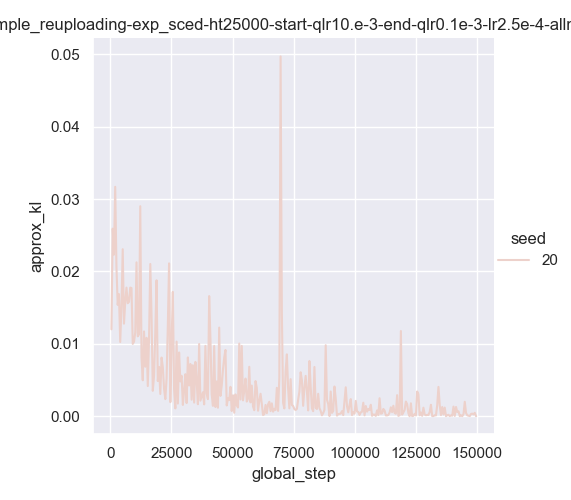 mple_reuploading-exp_sced-ht25000-start-qlr10.e-3-end-qlr0.1e-3-lr2.5e-4-allr
0.05
0.04
0.03
0.02
0.01
0.00
approx_kl
0 25000 50000 75000 100000 125000 150000
global_step
seed
20